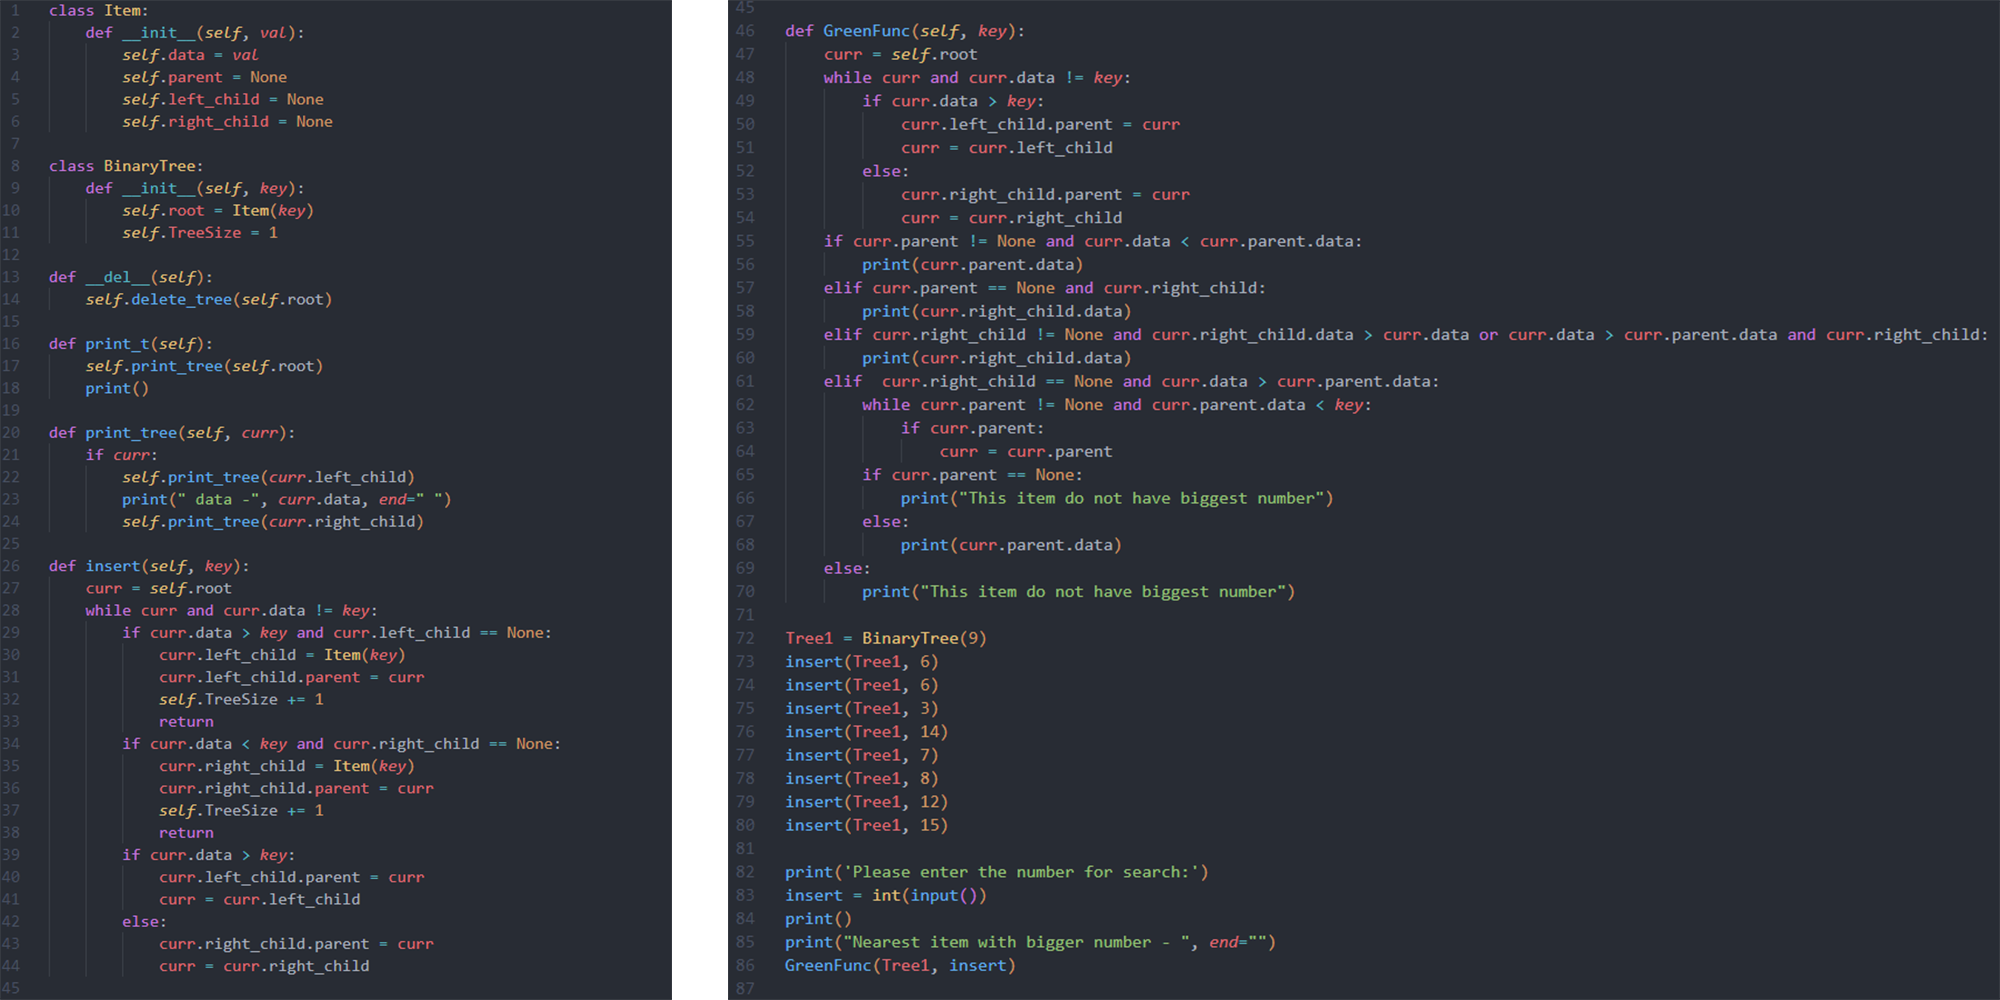 1 class Item:
2 def __init__(self, val):
3 self.data = val
4 self.parent = None
5 self.left_child = None
6 self.right_child = None
7
8 class BinaryTree:
9 def __init__(self, key):
10 self.root = Item(key)
11 self.TreeSize = 1
12
13 def __del__(self):
14 self.delete_tree(self.root)
15
16 def print_t(self):
17 self.print_tree(self.root)
18 print()
19
20 def print_tree(self, curr):
21 if curr:
22 self.print_tree(curr.left_child)
23 print(" data -", curr.data, end=" ")
24 self.print_tree(curr.right_child)
25
26 def insert(self, key):
27 curr = self.root
28 while curr and curr.data != key:
29 if curr.data > key and curr.left_child == None:
30 curr.left_child = Item(key)
31 curr.left_child.parent = curr
32 self.TreeSize += 1
33 return
34 if curr.data < key and curr.right_child == None:
35 curr.right_child = Item(key)
36 curr.right_child.parent = curr
37 self.TreeSize += 1
38 return
39 if curr.data > key:
40 curr.left_child.parent = curr
41 curr = curr.left_child
42 else:
43 curr.right_child.parent = curr
44 curr = curr.right_child
45
45
46 def GreenFunc(self, key):
47 curr = self.root
48 while curr and curr.data != key:
49 if curr.data > key:
50 curr.left_child.parent = curr
51 curr = curr.left_child
52 else:
53 curr.right_child.parent = curr
54 curr = curr.right_child
55 if curr.parent != None and curr.data < curr.parent.data:
56 print(curr.parent.data)
57 elif curr.parent == None and curr.right_child:
58 print(curr.right_child.data)
59 elif curr.right_child != None and curr.right_child.data > curr.data or curr.data > curr.parent.data and curr.right_child:
60 print(curr.right_child.data)
61 elif  curr.right_child == None and curr.data > curr.parent.data:
62 while curr.parent != None and curr.parent.data < key:
63 if curr.parent:
64 curr = curr.parent
65 if curr.parent == None:
66 print("This item do not have biggest number")
67 else:
68 print(curr.parent.data)
69 else:
70 print("This item do not have biggest number")
71
72 Tree1 = BinaryTree(9)
73 insert(Tree1, 6)
74 insert(Tree1, 6)
75 insert(Tree1, 3)
76 insert(Tree1, 14)
77 insert(Tree1, 7)
78 insert(Tree1, 8)
79 insert(Tree1, 12)
80 insert(Tree1, 15)
81
82 print('Please enter the number for search:')
83 insert = int(input())
84 print()
85 print("Nearest item with bigger number - ", end="")
86 GreenFunc(Tree1, insert)
87